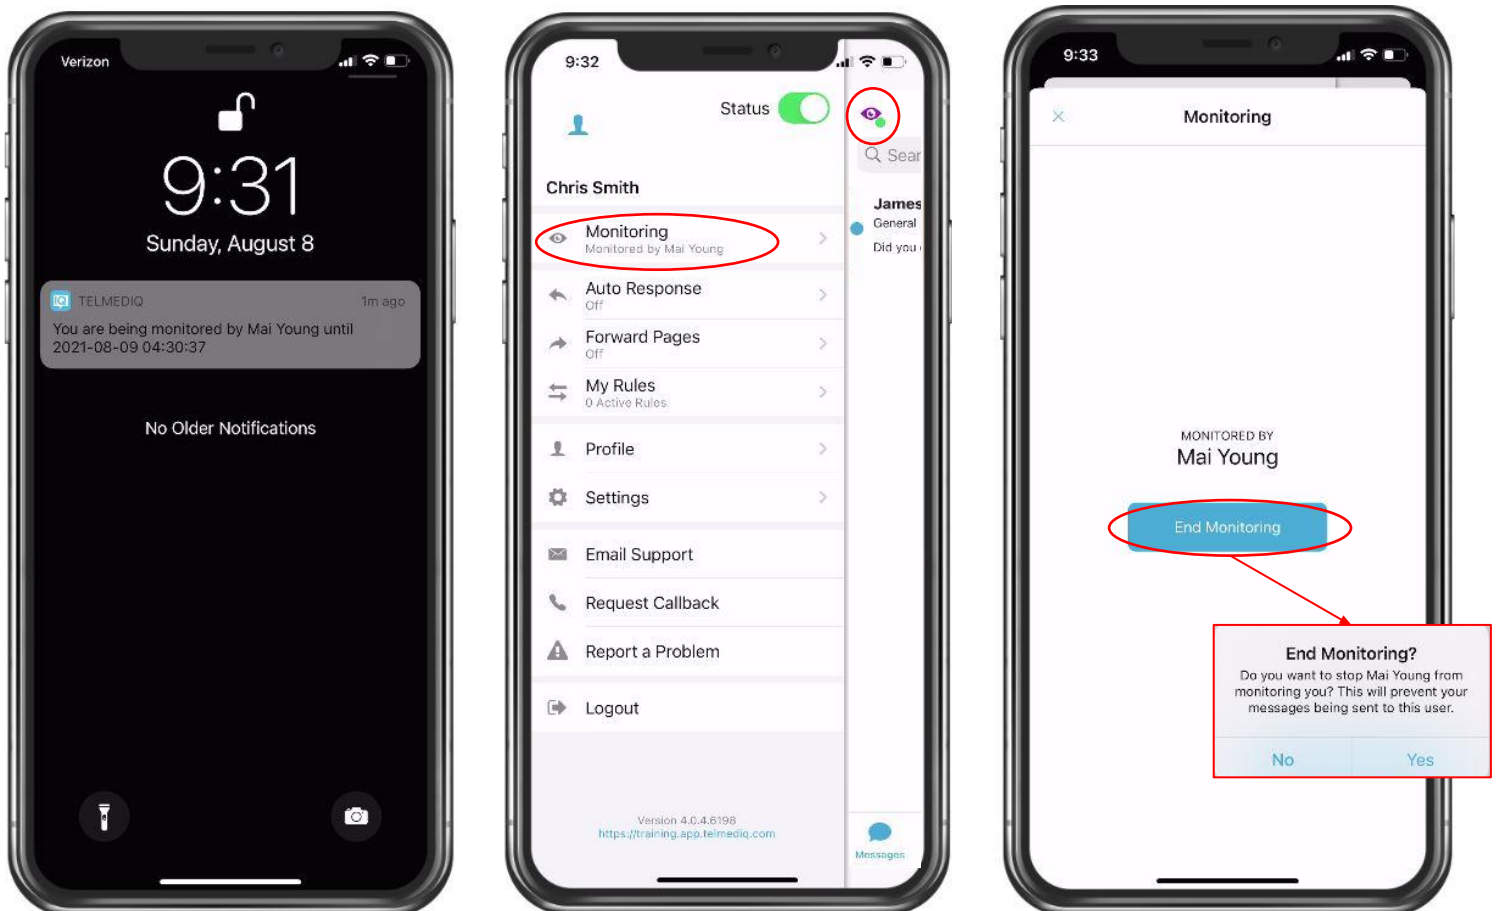 Verizon
9:31
Sunday, August 8
TELMEDIQ 1m ago
You are being monitored by Mai Young until
2021-08-09 04:30:37
No Older Notifications
9:32
Status
Chris Smith
Monitoring
Monitored by Mai Young
Auto Response
Off
Forward Pages
Off
My Rules
0 Active Rules
Profile
Settings
Email Support
Request Callback
Report a Problem
Logout
Version 4.0.4.6198
https://training.app.telmediq.com
Sear
James
General
Did you
Messages
9:33
Monitoring
MONITORED BY
Mai Young
End Monitoring
End Monitoring?
Do you want to stop Mai Young from
monitoring you? This will prevent your
messages being sent to this user.
No Yes